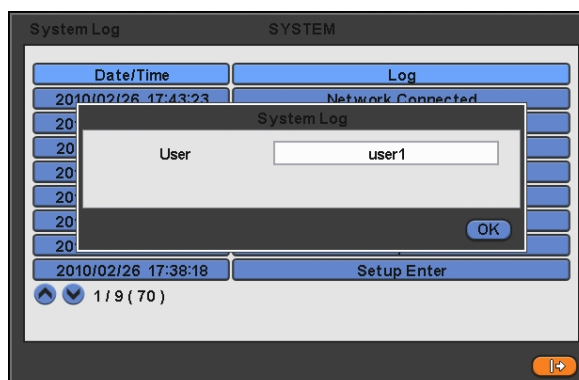 System Log SYSTEM
Date/Time Log
2010/02/26 17:43:23 Network Connected
System Log
User user1
OK
2010/02/26 17:38:18 Setup Enter
1 / 9 ( 70 )